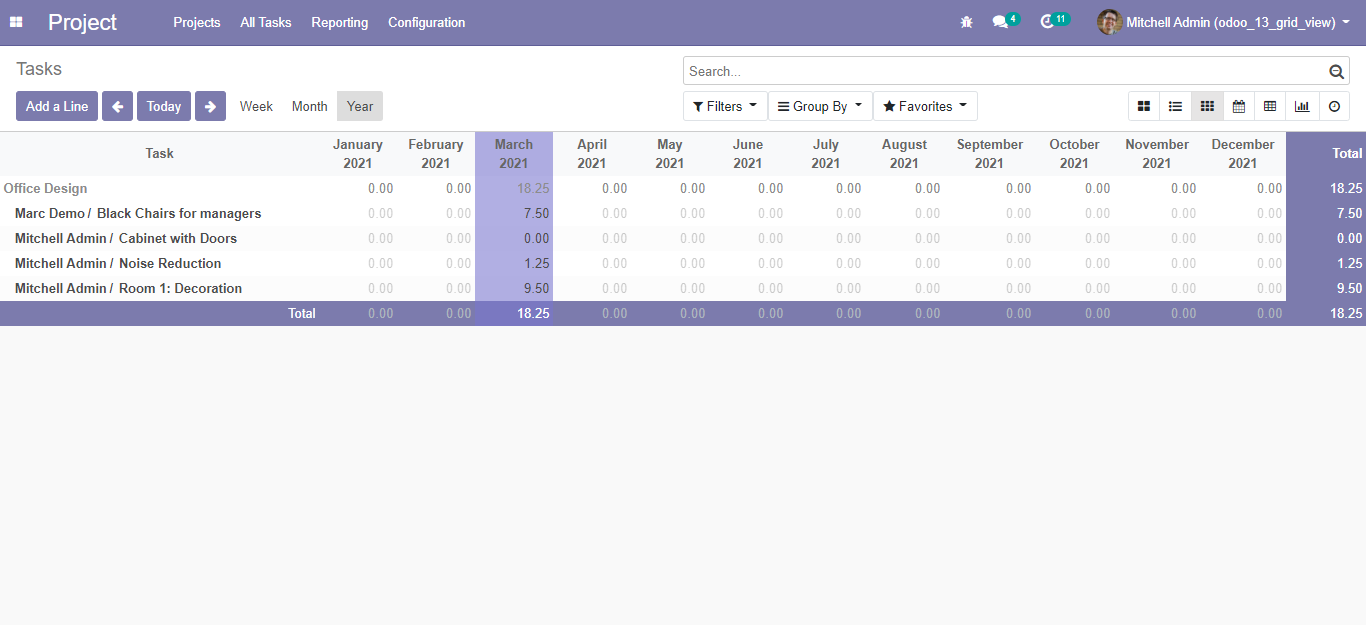 Project Projects All Tasks Reporting Configuration 4 11 Mitchell Admin (odoo_13_grid_view)
Tasks
Search...
Add a Line Today Week Month Year Filters Group By Favorites
Task January 2021 February 2021 March 2021 April 2021 May 2021 June 2021 July 2021 August 2021 September 2021 October 2021 November 2021 December 2021 Total
Office Design 0.00 0.00 18.25 0.00 0.00 0.00 0.00 0.00 0.00 0.00 0.00 0.00 18.25
Marc Demo / Black Chairs for managers 0.00 0.00 7.50 0.00 0.00 0.00 0.00 0.00 0.00 0.00 0.00 0.00 7.50
Mitchell Admin / Cabinet with Doors 0.00 0.00 0.00 0.00 0.00 0.00 0.00 0.00 0.00 0.00 0.00 0.00 0.00
Mitchell Admin / Noise Reduction 0.00 0.00 1.25 0.00 0.00 0.00 0.00 0.00 0.00 0.00 0.00 0.00 1.25
Mitchell Admin / Room 1: Decoration 0.00 0.00 9.50 0.00 0.00 0.00 0.00 0.00 0.00 0.00 0.00 0.00 9.50
Total 0.00 0.00 18.25 0.00 0.00 0.00 0.00 0.00 0.00 0.00 0.00 0.00 18.25